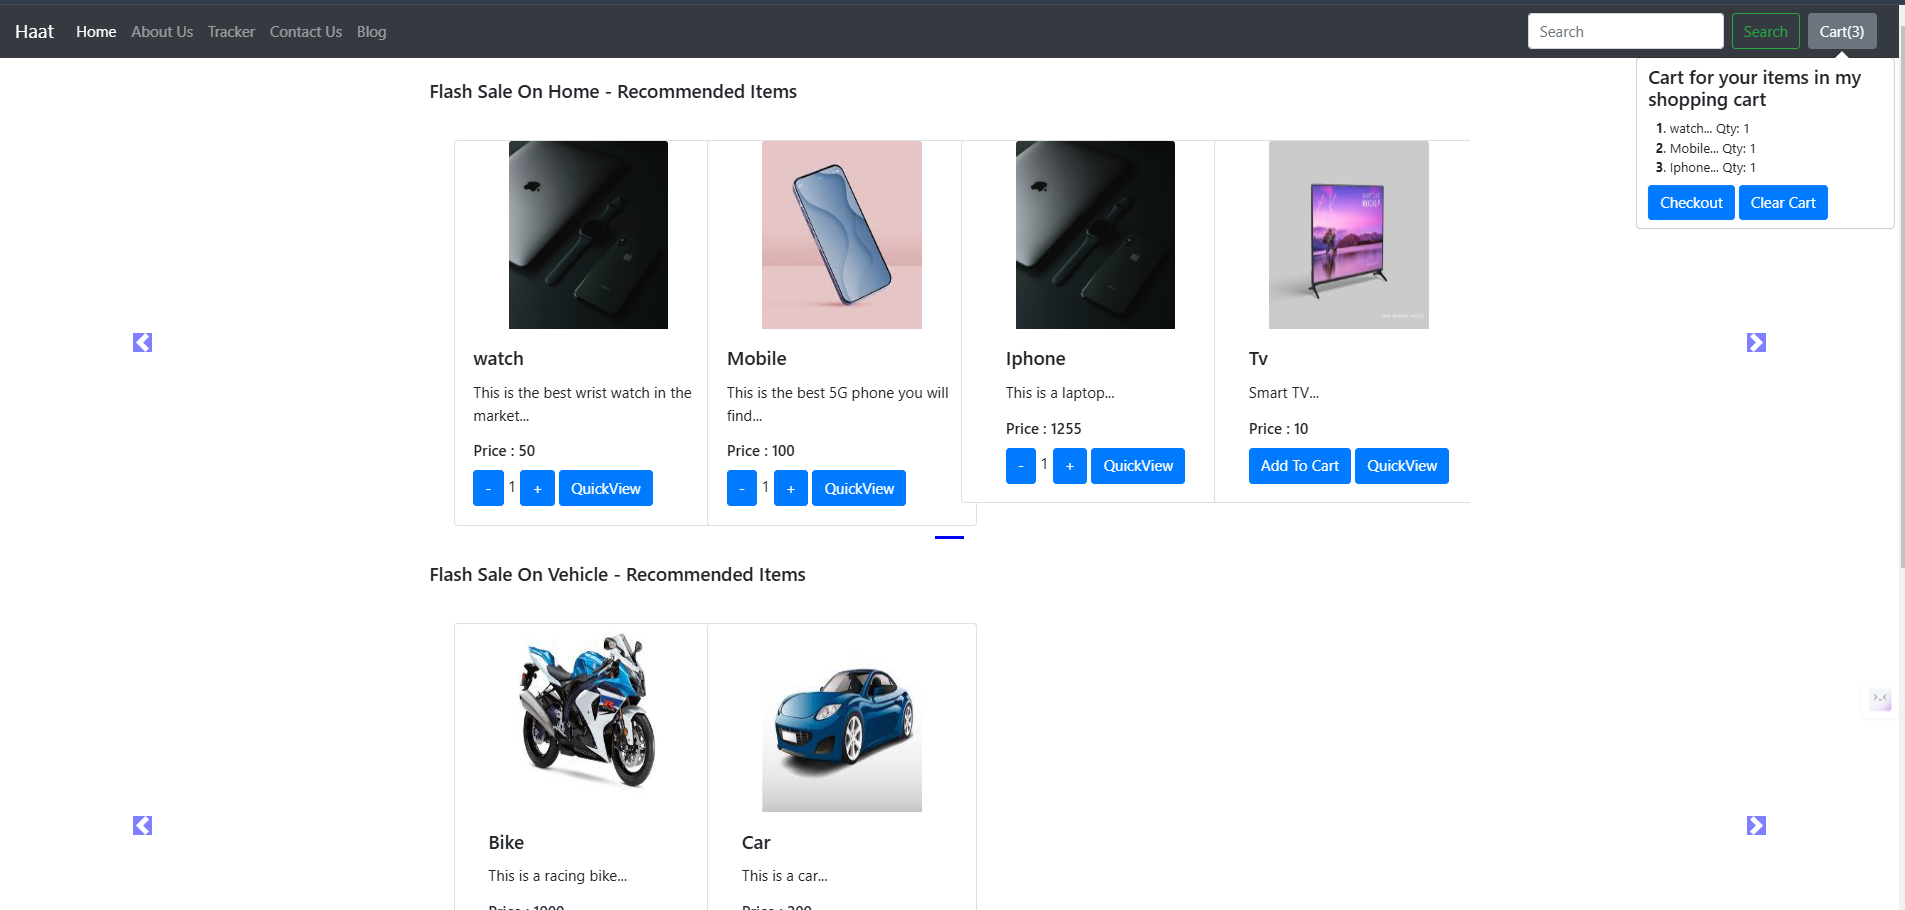 Haat Home About Us Tracker Contact Us Blog Search Search Cart(3)
Cart for your items in my
shopping cart
1. watch... Qty: 1
2. Mobile... Qty: 1
3. Iphone... Qty: 1
Checkout Clear Cart
Flash Sale On Home - Recommended Items
watch
This is the best wrist watch in the
market...
Price : 50
- 1 + QuickView
Mobile
This is the best 5G phone you will
find...
Price : 100
- 1 + QuickView
MOCKUP
Iphone
This is a laptop...
Price : 1255
- 1 + QuickView
Tv
Smart TV...
Price : 10
Add To Cart QuickView
Flash Sale On Vehicle - Recommended Items
Bike
This is a racing bike...
Price : 1000
Car
This is a car...
Price : 200